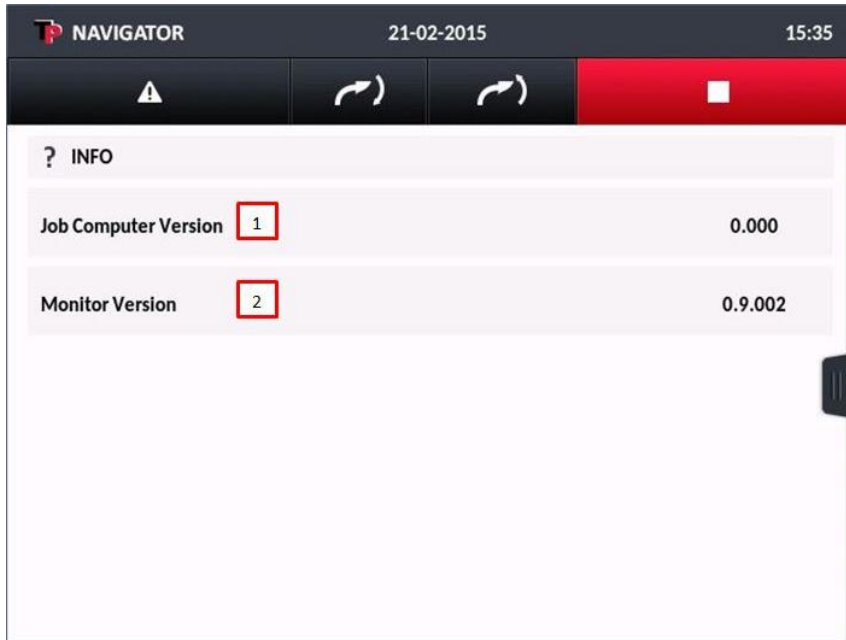 TP NAVIGATOR 21-02-2015 15:35
? INFO
Job Computer Version 1 0.000
Monitor Version 2 0.9.002